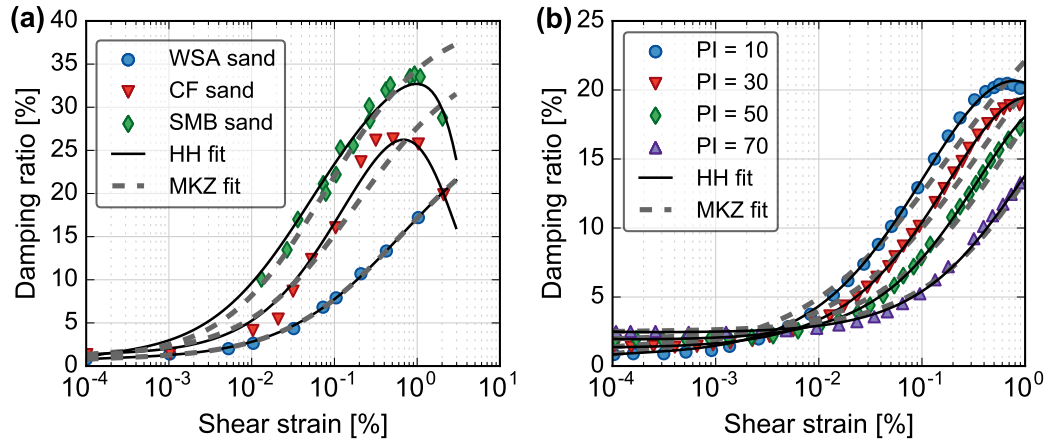 (a)
Damping ratio [%]
40
35
30
25
20
15
10
5
0
WSA sand
CF sand
SMB sand
HH fit
MKZ fit
10^-4
10^-3
10^-2
10^-1
10^0
10^1
Shear strain [%]
(b)
Damping ratio [%]
25
20
15
10
5
0
PI = 10
PI = 30
PI = 50
PI = 70
HH fit
MKZ fit
10^-4
10^-3
10^-2
10^-1
10^0
Shear strain [%]